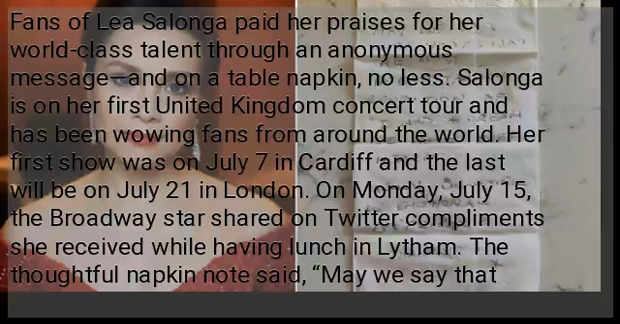 Fans of Lea Salonga paid her praises for her
world-class talent through an anonymous
message—and on a table napkin, no less. Salonga
is on her first United Kingdom concert tour and
has been wowing fans from around the world. Her
first show was on July 7 in Cardiff and the last
will be on July 21 in London. On Monday, July 15,
the Broadway star shared on Twitter compliments
she received while having lunch in Lytham. The
thoughtful napkin note said, “May we say that